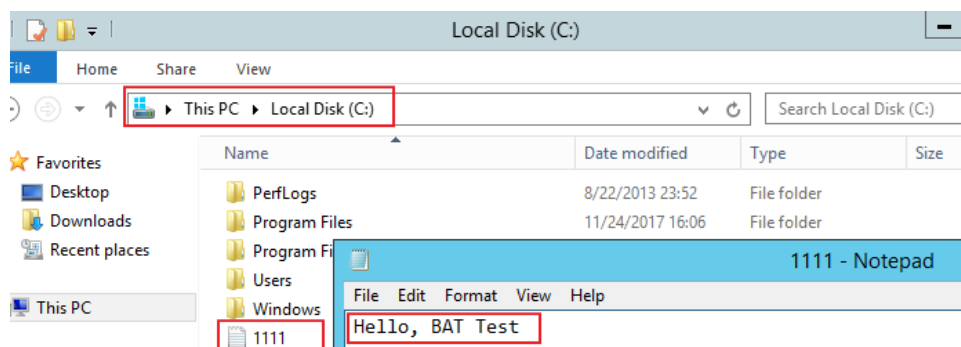 Local Disk (C:)
File Home Share View
This PC Local Disk (C:) Search Local Disk (C:)
Name Date modified Type Size
Favorites
Desktop
Downloads
Recent places
This PC
PerfLogs 8/22/2013 23:52 File folder
Program Files 11/24/2017 16:06 File folder
Program Fi
Users
Windows
1111
1111 - Notepad
File Edit Format View Help
Hello, BAT Test